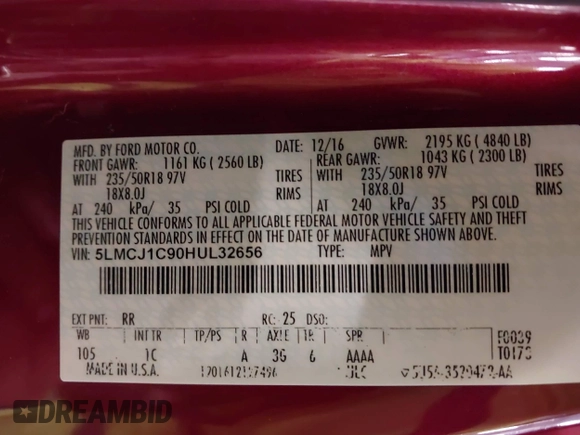 MFD. BY FORD MOTOR CO.
DATE: 12/16 GVWR: 2195 KG ( 4840 LB)
FRONT GAWR: 1161 KG ( 2560 LB)
REAR GAWR: 1043 KG ( 2300 LB)
WITH 235/50R18 97V TIRES
WITH 235/50R18 97V TIRES
18X8.0J RIMS
18X8.0J RIMS
AT 240 kPa/ 35 PSI COLD
AT 240 kPa/ 35 PSI COLD
THIS VEHICLE CONFORMS TO ALL APPLICABLE FEDERAL MOTOR VEHICLE SAFETY AND THEFT
PREVENTION STANDARDS IN EFFECT ON THE DATE OF MANUFACTURE SHOWN ABOVE.
VIN: 5LMCJ1C90HUL32656 TYPE: MPV
EXT PNT: RR RC: 25 DSO:
WB INT TR TP/PS R AXLE TR SPR
105 1C A 3G 6 AAAA
F0039
T0173
MADE IN U.S.A.
DREAMBID